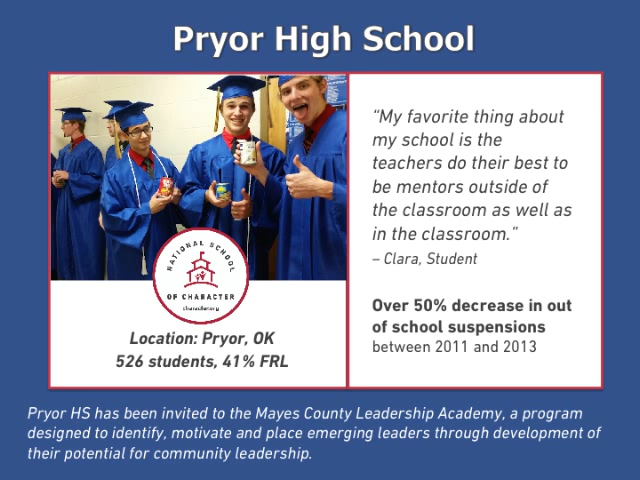 Pryor High School
“My favorite thing about
my school is the
teachers do their best to
be mentors outside of
the classroom as well as
in the classroom.”
– Clara, Student
Over 50% decrease in out
of school suspensions
between 2011 and 2013
NATIONAL SCHOOL
OF CHARACTER
character.org
Location: Pryor, OK
526 students, 41% FRL
Pryor HS has been invited to the Mayes County Leadership Academy, a program
designed to identify, motivate and place emerging leaders through development of
their potential for community leadership.